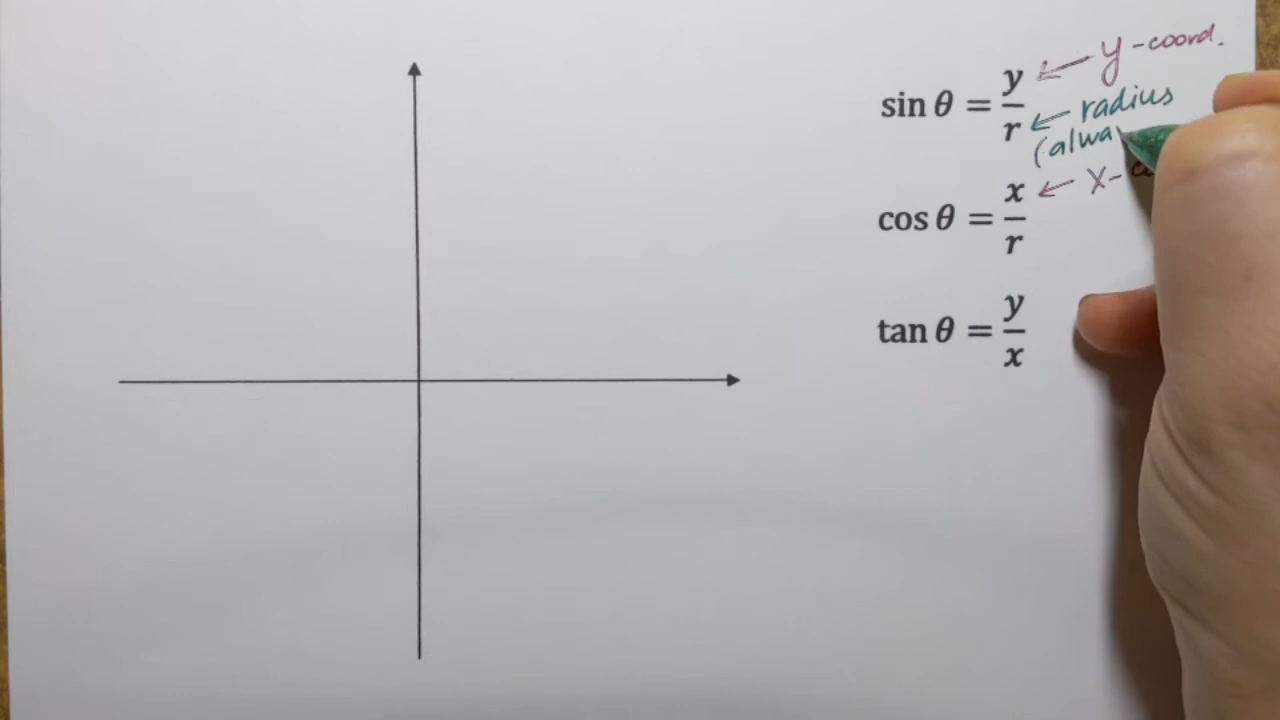 sin θ = y/r ← y-coord.
← radius
(alwa
cos θ = x/r ← x-
tan θ = y/x